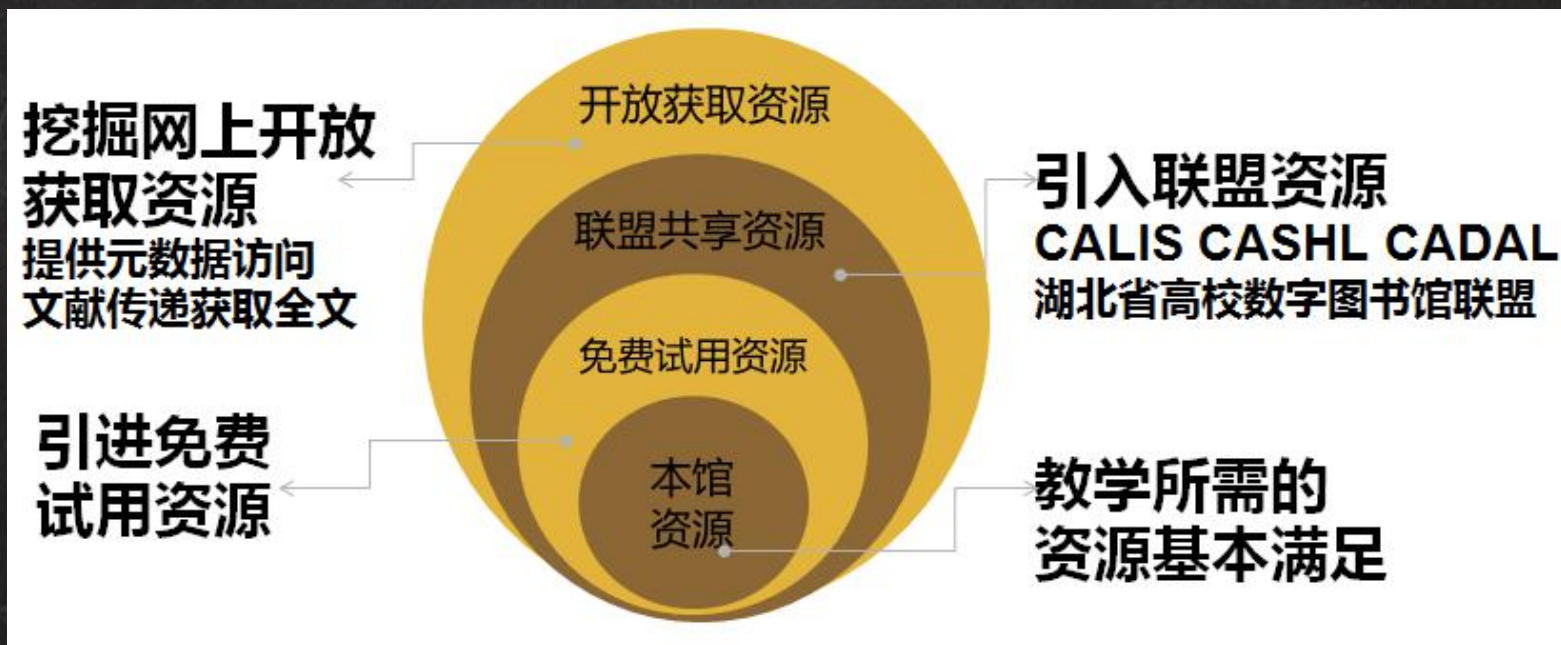 挖掘网上开放
获取资源
提供元数据访问
文献传递获取全文
引进免费
试用资源
开放获取资源
联盟共享资源
免费试用资源
本馆
资源
引入联盟资源
CALIS CASHL CADAL
湖北省高校数字图书馆联盟
教学所需的
资源基本满足